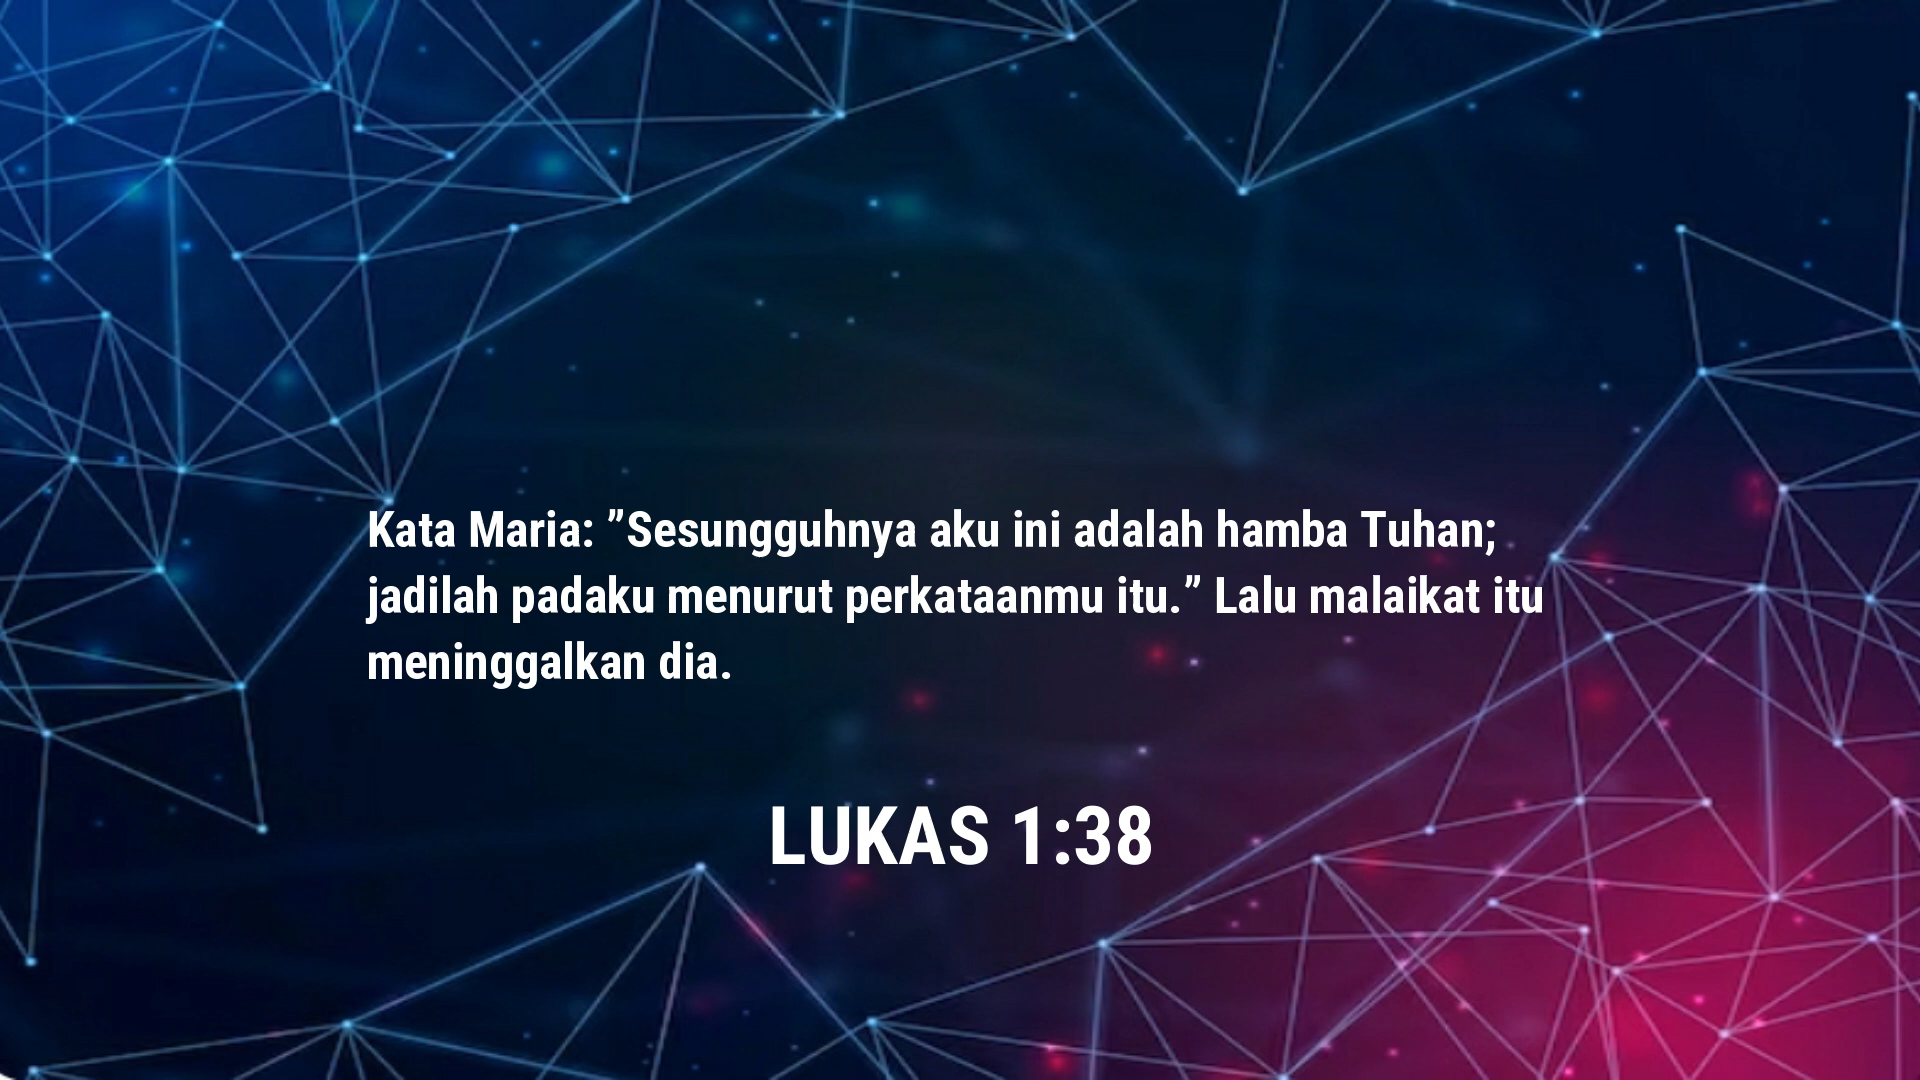 Kata Maria: ”Sesungguhnya aku ini adalah hamba Tuhan;
jadilah padaku menurut perkataanmu itu.” Lalu malaikat itu
meninggalkan dia.
LUKAS 1:38